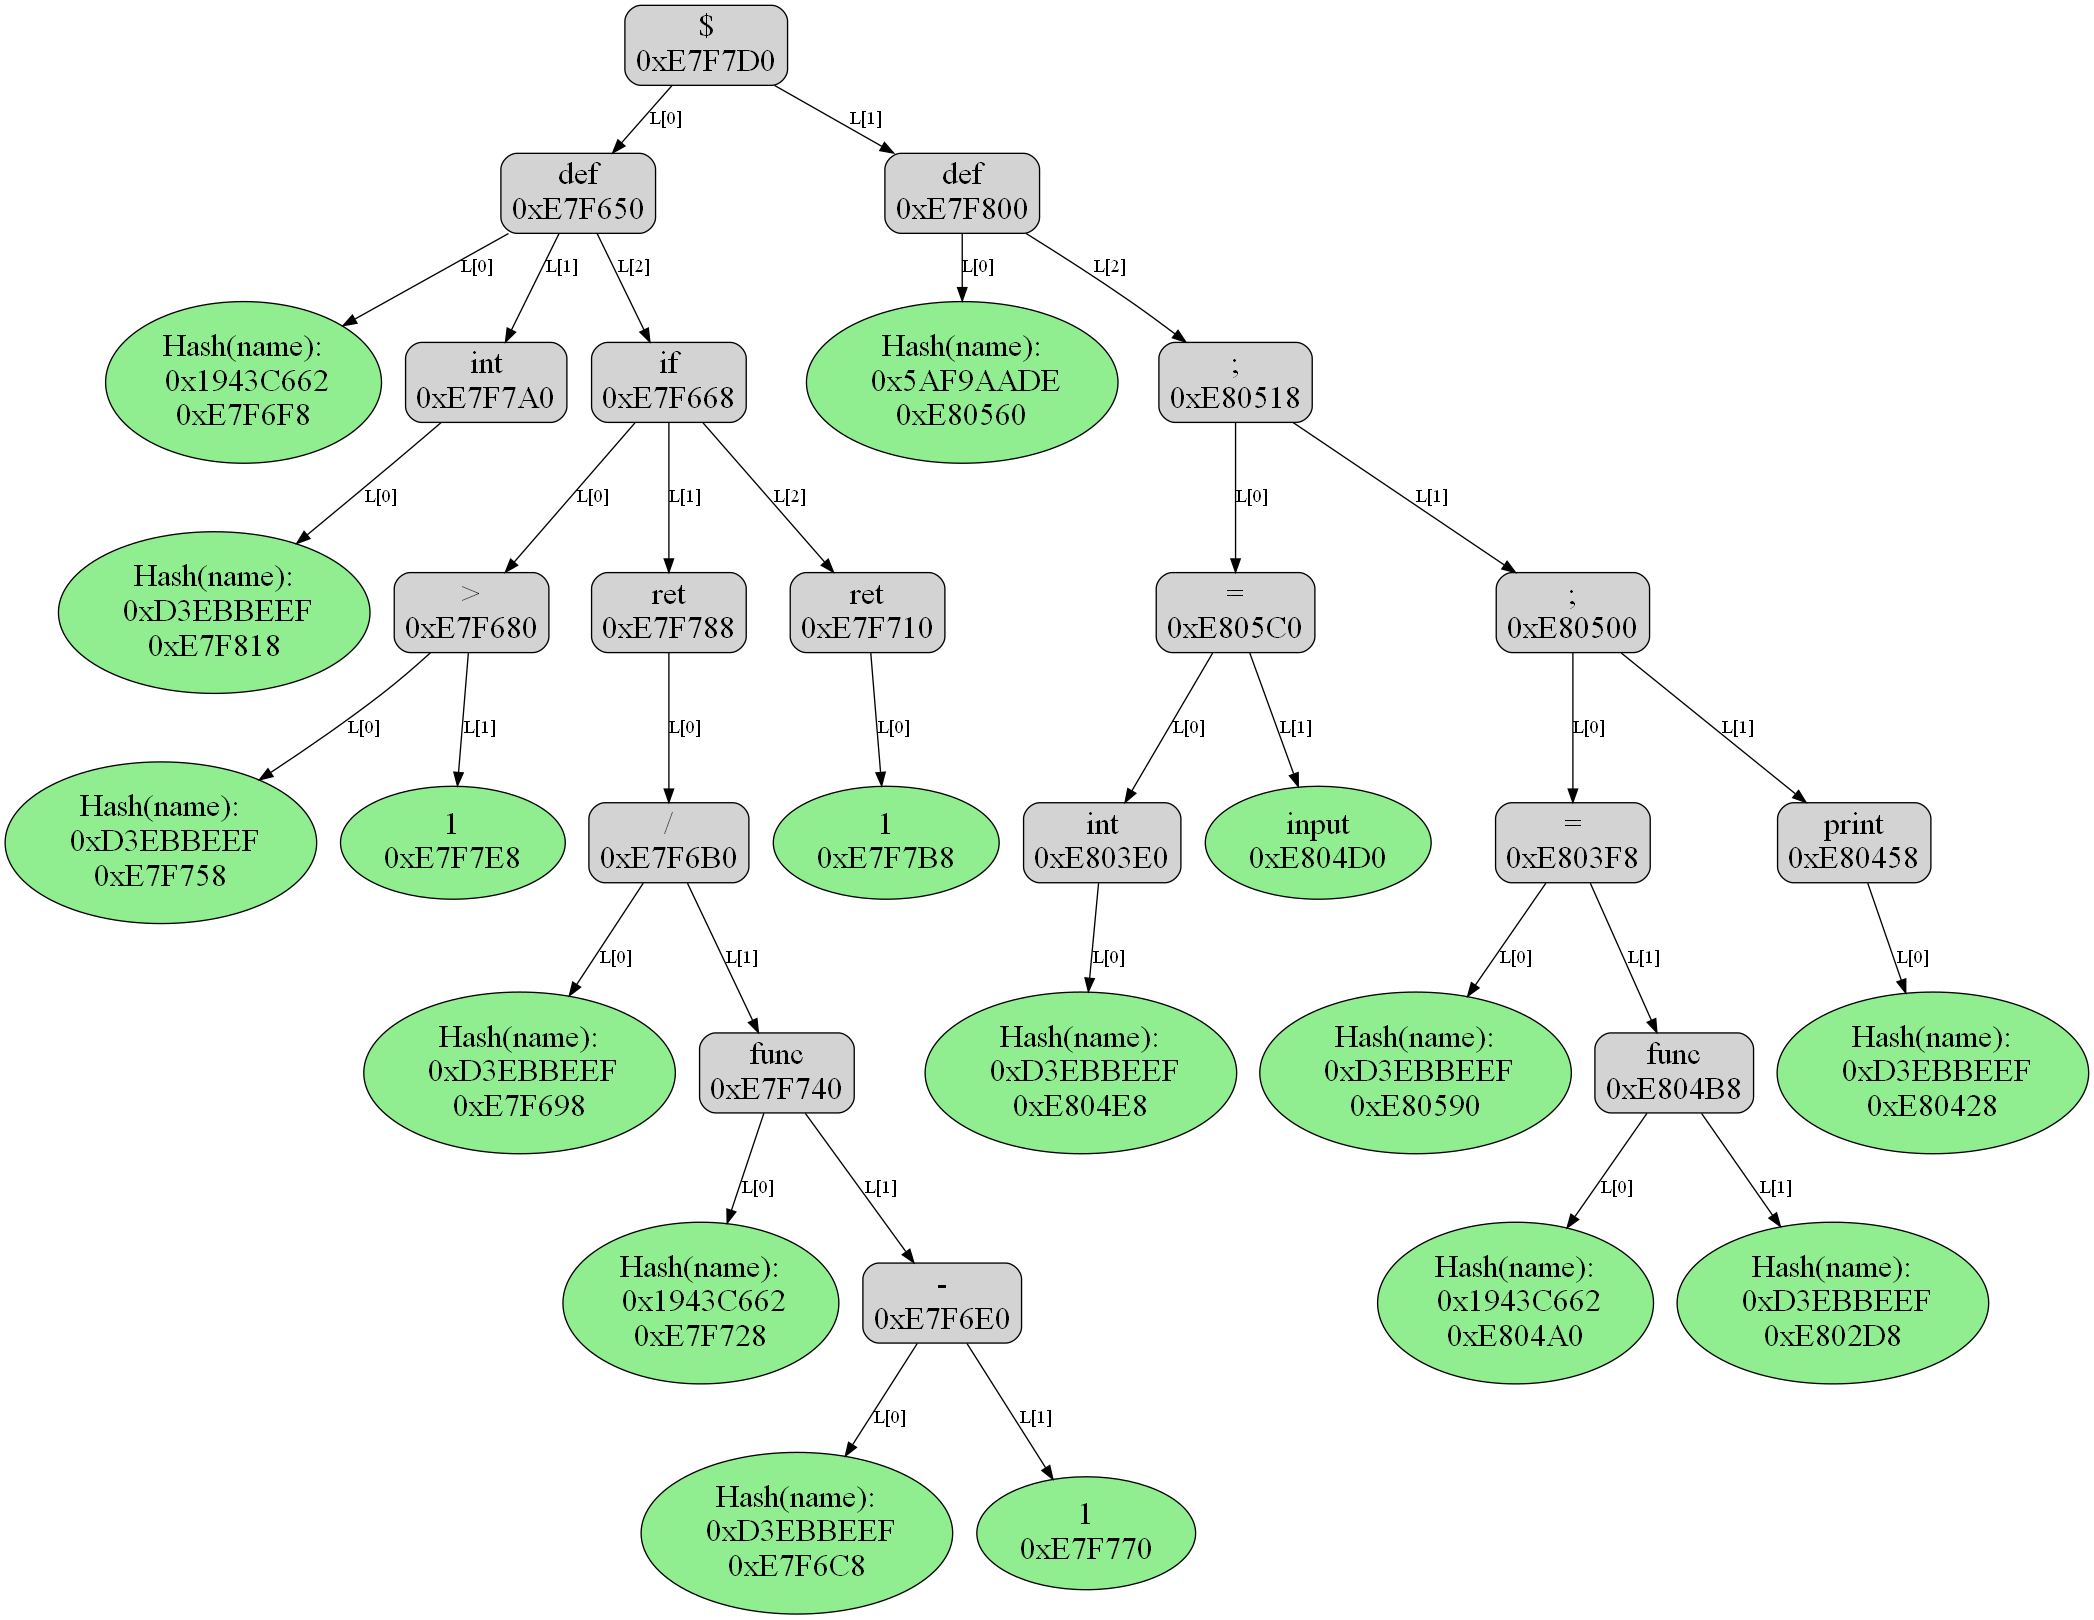 $
0xE7F7D0
L[0]
L[1]
def
0xE7F650
def
0xE7F800
L[0]
L[1]
L[2]
L[0]
L[2]
Hash(name):
0x1943C662
0xE7F6F8
int
0xE7F7A0
if
0xE7F668
Hash(name):
0x5AF9AADE
0xE80560
;
0xE80518
L[0]
L[0]
L[1]
L[2]
L[0]
L[1]
Hash(name):
0xD3EBBEEF
0xE7F818
>
0xE7F680
ret
0xE7F788
ret
0xE7F710
=
0xE805C0
;
0xE80500
L[0]
L[1]
L[0]
L[0]
L[0]
L[1]
L[0]
L[1]
Hash(name):
0xD3EBBEEF
0xE7F758
1
0xE7F7E8
/
0xE7F6B0
1
0xE7F7B8
int
0xE803E0
input
0xE804D0
=
0xE803F8
print
0xE80458
L[0]
L[1]
L[0]
L[0]
L[1]
L[0]
Hash(name):
0xD3EBBEEF
0xE7F698
func
0xE7F740
Hash(name):
0xD3EBBEEF
0xE804E8
Hash(name):
0xD3EBBEEF
0xE80590
func
0xE804B8
Hash(name):
0xD3EBBEEF
0xE80428
L[0]
L[1]
L[0]
L[1]
Hash(name):
0x1943C662
0xE7F728
-
0xE7F6E0
Hash(name):
0x1943C662
0xE804A0
Hash(name):
0xD3EBBEEF
0xE802D8
L[0]
L[1]
Hash(name):
0xD3EBBEEF
0xE7F6C8
1
0xE7F770